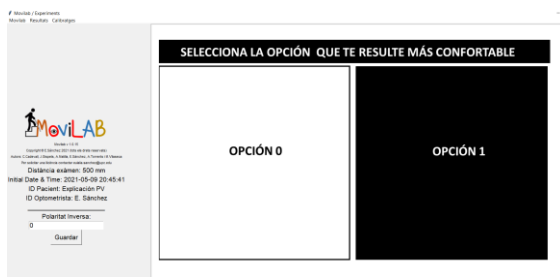 Movilab / Experiments
Movilab Resultats Calibratges
SELECCIONA LA OPCIÓN QUE TE RESULTE MÁS CONFORTABLE
MoviLAB
OPCIÓN 0
OPCIÓN 1
Distància exàmen: 500 mm
Initial Date & Time: 2021-05-09 20:45:41
ID Pacient: Explicación PV
ID Optometrista: E. Sánchez
Polaritat Inversa:
0
Guardar